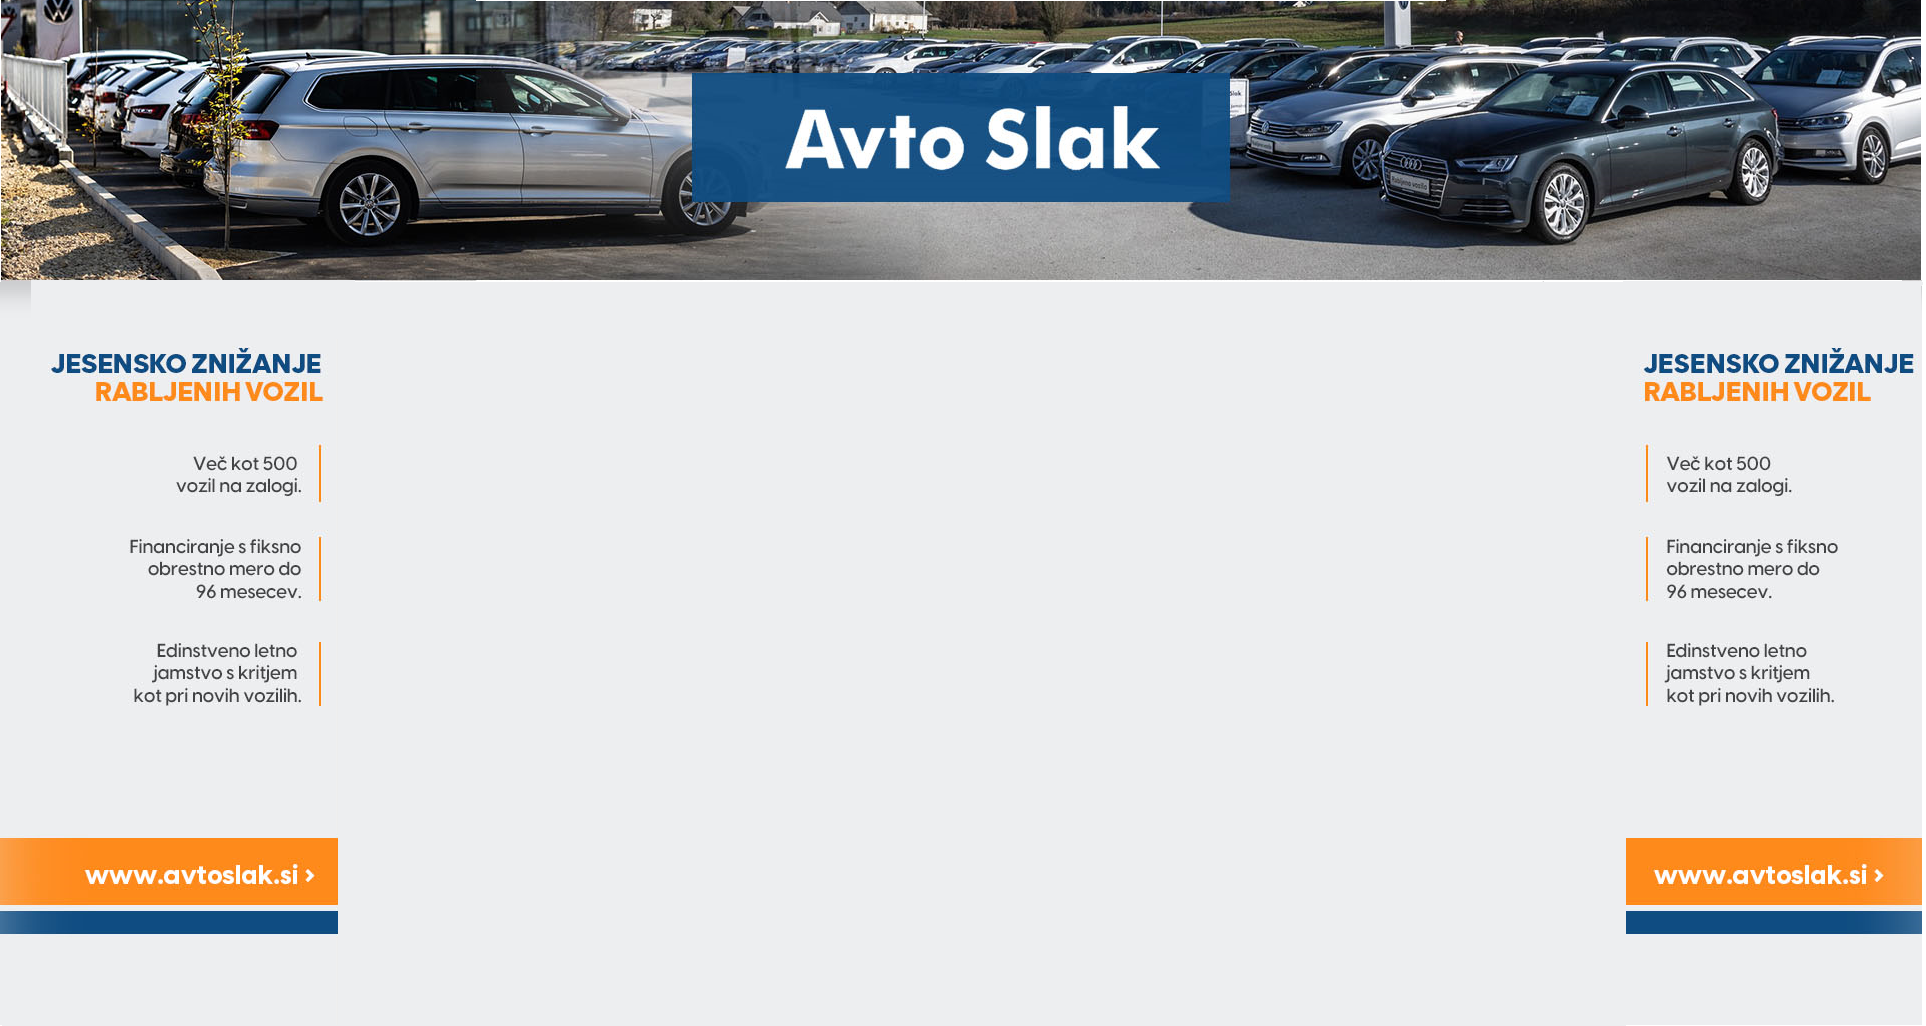 Avto Slak
JESENSKO ZNIŽANJE
RABLJENIH VOZIL
Več kot 500
vozil na zalogi.
Financiranje s fiksno
obrestno mero do
96 mesecev.
Edinstveno letno
jamstvo s kritjem
kot pri novih vozilih.
www.avtoslak.si ›
JESENSKO ZNIŽANJE
RABLJENIH VOZIL
Več kot 500
vozil na zalogi.
Financiranje s fiksno
obrestno mero do
96 mesecev.
Edinstveno letno
jamstvo s kritjem
kot pri novih vozilih.
www.avtoslak.si ›